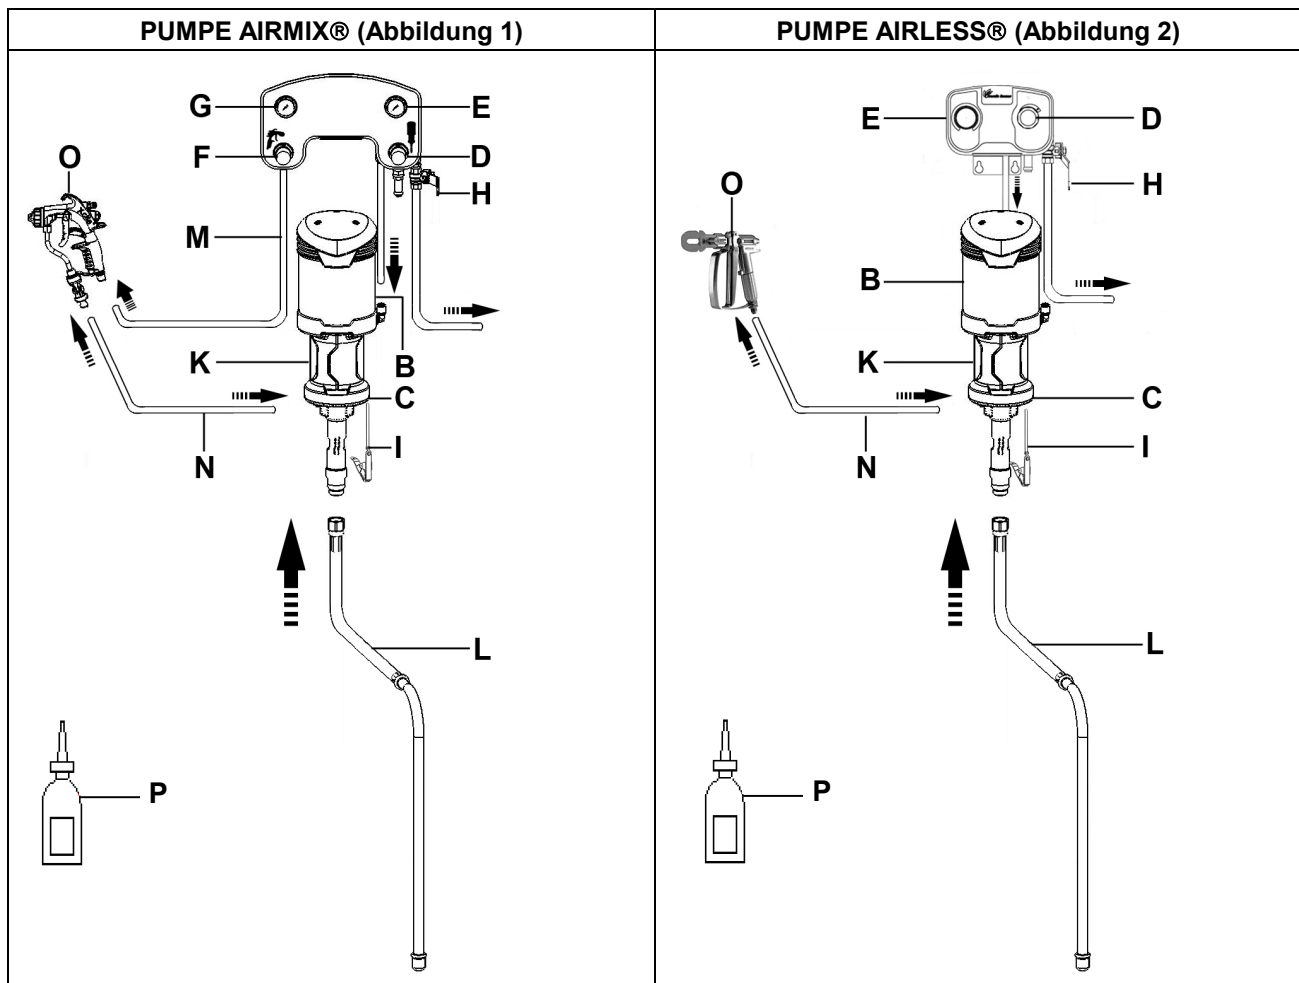 PUMPE AIRMIX® (Abbildung 1)
PUMPE AIRLESS® (Abbildung 2)
G
E
F
D
O
H
M
B
K
C
I
N
L
P
E
D
O
H
B
K
C
I
N
L
P